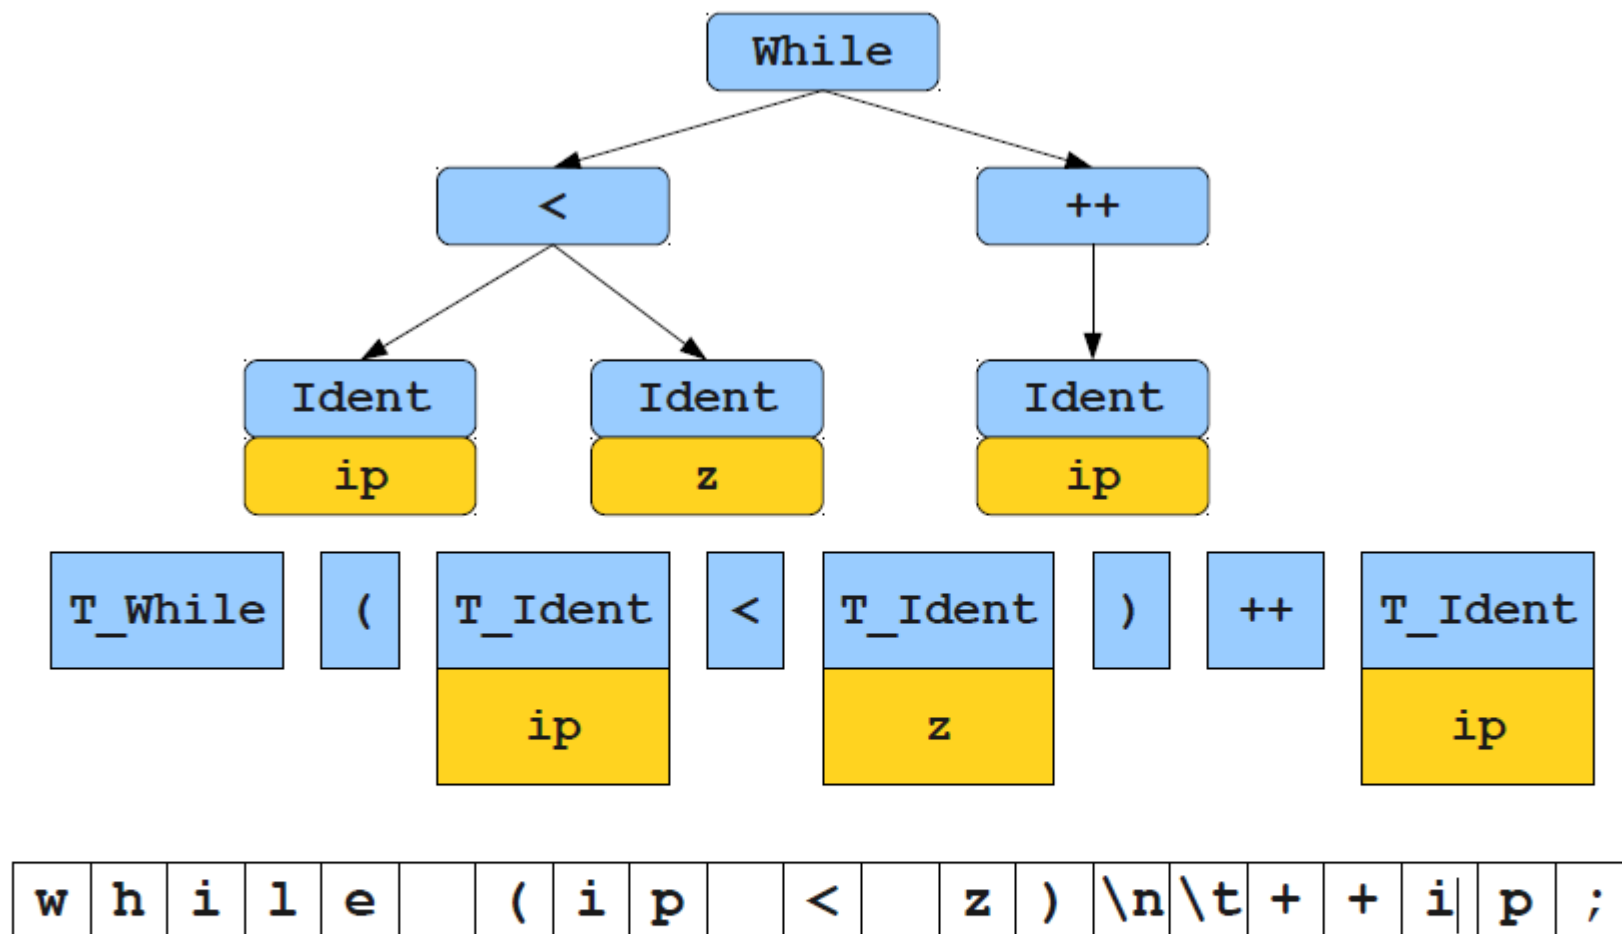 While
< ++
Ident Ident Ident
ip z ip
T_While ( T_Ident < T_Ident ) ++ T_Ident
ip z ip
w h i l e ( i p < z ) \n \t + + i p ;